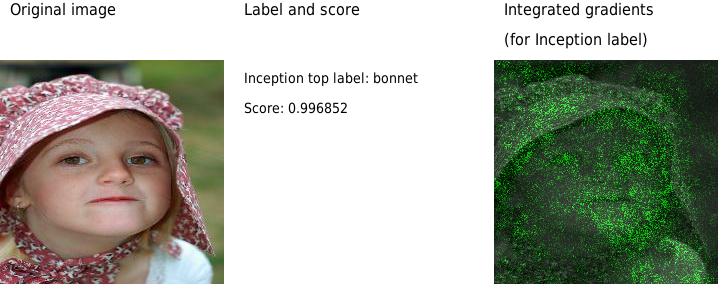 Original image
Label and score
Integrated gradients
(for Inception label)
Inception top label: bonnet
Score: 0.996852